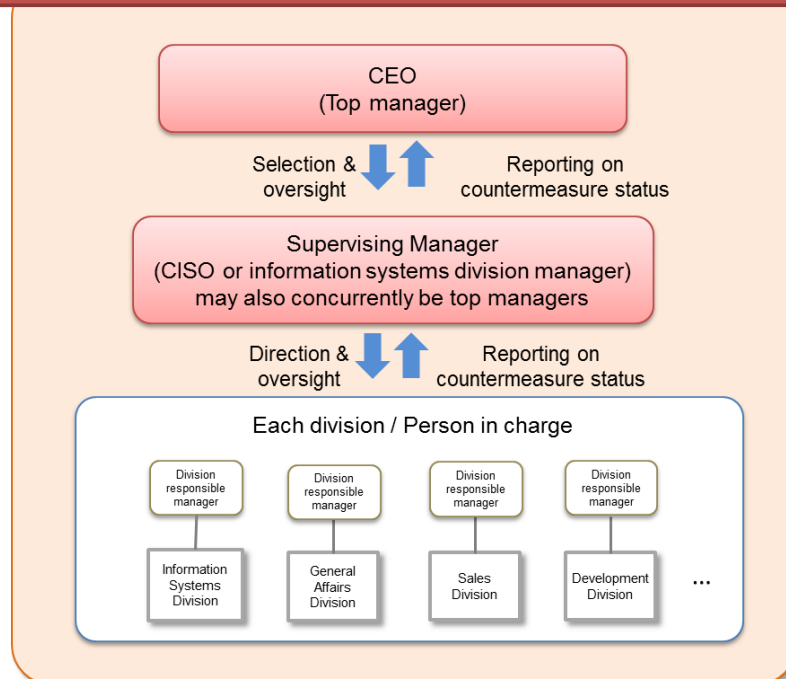 CEO
(Top manager)
Selection &
oversight
Reporting on
countermeasure status
Supervising Manager
(CISO or information systems division manager)
may also concurrently be top managers
Direction &
oversight
Reporting on
countermeasure status
Each division / Person in charge
Division
responsible
manager
Division
responsible
manager
Division
responsible
manager
Division
responsible
manager
Information
Systems
Division
General
Affairs
Division
Sales
Division
Development
Division
...